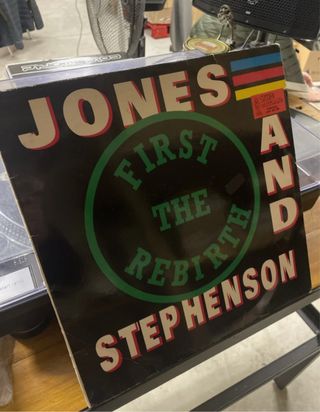 JONES
AND
STEPHENSON
FIRST
THE
REBIRTH